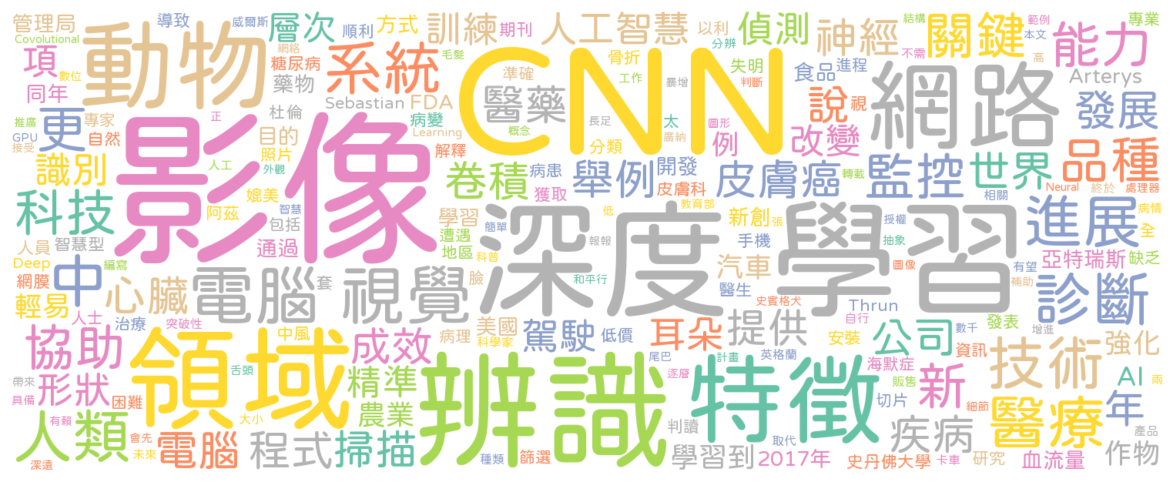 管理局 導致 威爾斯 層次 順利 方式 訓練 期刊 人工智慧 以利 偵測 神經 關鍵 結構 範例 能力 專業
Covolutional 動物 網絡 毛髮 系統 CNN 準確 骨折 分辨 失明 食品 進程 網路 不需 本文 高
項 數位 糖尿病 藥物 醫藥 工作 暴增 判斷 說 視 Arterys
同年 Sebastian FDA 杜倫 病變 Learning 概念 長足 太 圖形 例 改變 發展
推廣 更 專家 GPU 自然 正 目的 解釋 分類 廣納
接受 識別 影像 人工 照片 外觀 卷積 病患 舉例 開發 皮膚癌 監控 轉載 世界 品種
科技 智慧 媲美 阿茲 包括 獲取 皮膚科 教育部 低 張 Neural 終於 處理器
人員 智慧型 通過 學習 簡單 遭遇 地區 深度學習 新創 手機 授權 相關 進展 病情 全
Deep 編寫 網膜 中 電腦 套 視覺 臉 報報 科普 和平行 汽車 抽象 圖像 有望 補助 亞特瑞斯 缺乏
輕易 心臟 醫生 史賓格犬 Thrun 自行 診斷
人士 治療 突破性 中風 病理 美國 科學家 駕駛 低價 耳朵 提供 安裝 公司 數千 發表 增進 強化
協助 領域 成效 尾巴 計畫 英格蘭 資訊 技術
帶來 形狀 舌頭 精準 辨識 逐層 特徵 海默症 販售 新 AI 兩
具備 困難 農業 切片 細節 醫療 年
有賴 人類 大小 判讀 疾病 產品
會先 未來 電腦 程式 掃描 種類 篩選 學習到 取代 2017年 史丹佛大學 卡車 研究 血流量 作物
深遠